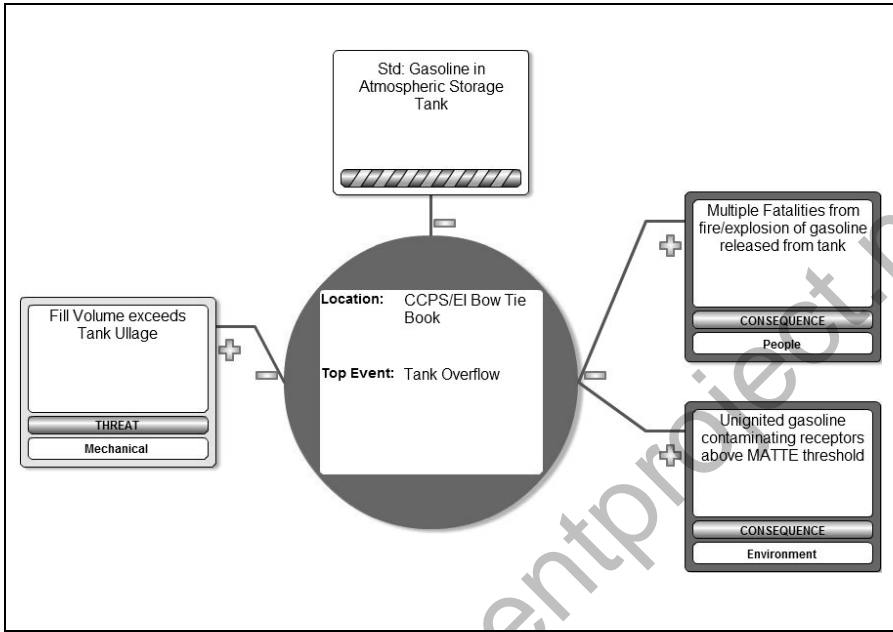 Std: Gasoline in
Atmospheric Storage
Tank
Fill Volume exceeds
Tank Ullage
THREAT
Mechanical
Location: CCPS/EI Bow Tie
Book
Top Event: Tank Overflow
Multiple Fatalities from
fire/explosion of gasoline
released from tank
CONSEQUENCE
People
Unignited gasoline
contaminating receptors
above MATTE threshold
CONSEQUENCE
Environment
entproject.n